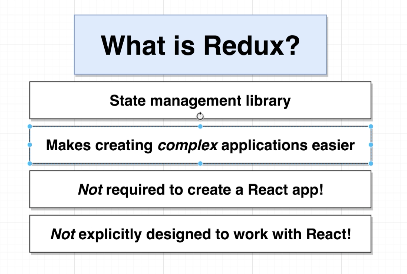 What is Redux?
State management library
Makes creating complex applications easier
Not required to create a React app!
Not explicitly designed to work with React!